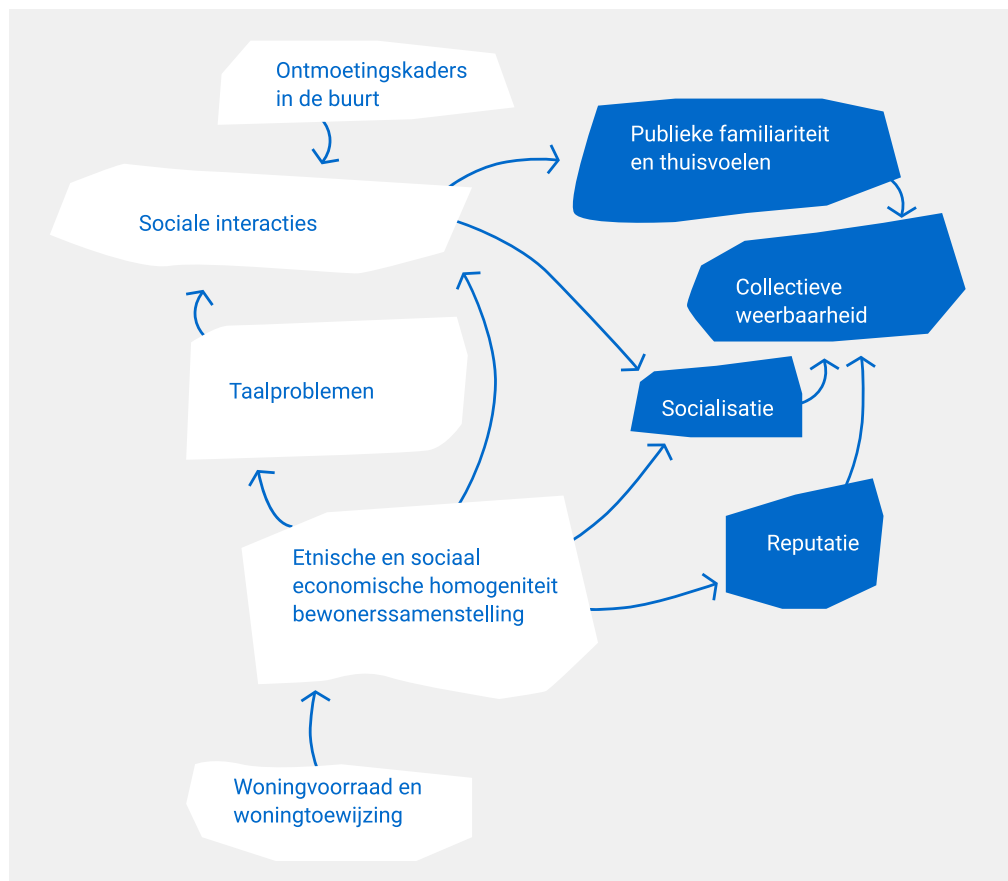 Ontmoetingskaders
in de buurt
Publieke familiariteit
en thuisvoelen
Sociale interacties
Collectieve
weerbaarheid
Taalproblemen
Socialisatie
Reputatie
Etnische en sociaal
economische homogeniteit
bewonerssamenstelling
Woningvoorraad en
woningtoewijzing